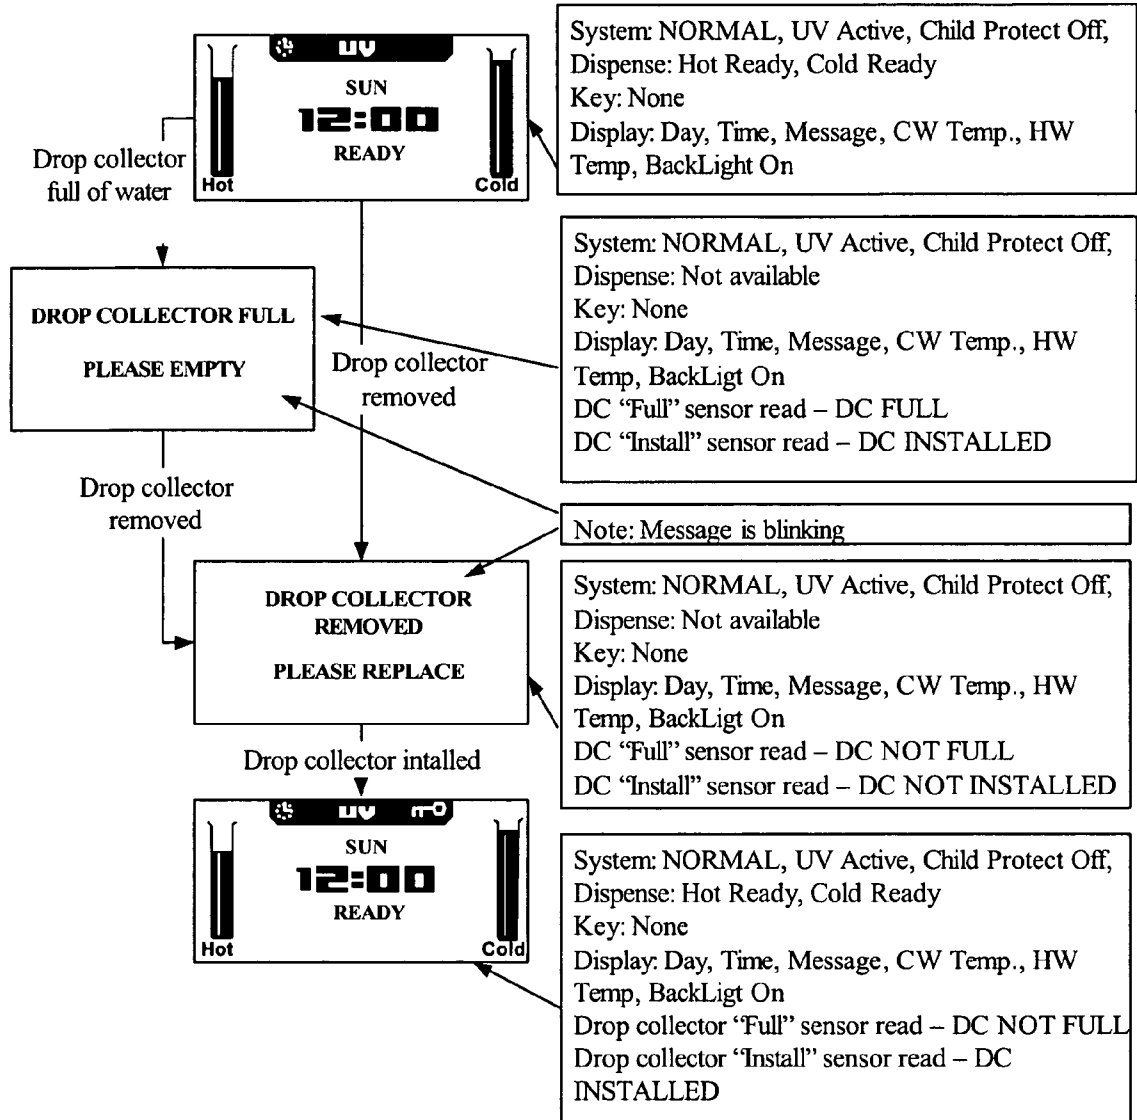 UV
SUN
12:00
READY
Hot
Cold
System: NORMAL, UV Active, Child Protect Off,
Dispense: Hot Ready, Cold Ready
Key: None
Display: Day, Time, Message, CW Temp., HW
Temp, BackLight On
Drop collector
full of water
DROP COLLECTOR FULL
PLEASE EMPTY
Drop collector
removed
System: NORMAL, UV Active, Child Protect Off,
Dispense: Not available
Key: None
Display: Day, Time, Message, CW Temp., HW
Temp, BackLigt On
DC “Full” sensor read – DC FULL
DC “Install” sensor read – DC INSTALLED
Drop collector
removed
Note: Message is blinking
DROP COLLECTOR
REMOVED
PLEASE REPLACE
System: NORMAL, UV Active, Child Protect Off,
Dispense: Not available
Key: None
Display: Day, Time, Message, CW Temp., HW
Temp, BackLigt On
DC “Full” sensor read – DC NOT FULL
DC “Install” sensor read – DC NOT INSTALLED
Drop collector intalled
UV
SUN
12:00
READY
Hot
Cold
System: NORMAL, UV Active, Child Protect Off,
Dispense: Hot Ready, Cold Ready
Key: None
Display: Day, Time, Message, CW Temp., HW
Temp, BackLigt On
Drop collector “Full” sensor read – DC NOT FULL
Drop collector “Install” sensor read – DC
INSTALLED